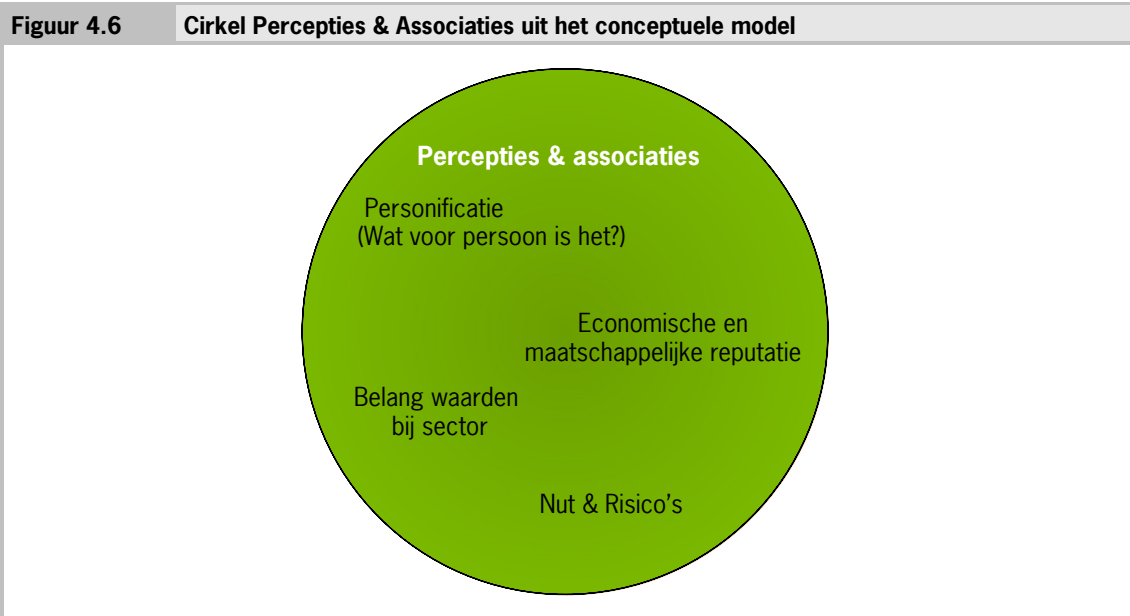 Figuur 4.6 Cirkel Percepties & Associaties uit het conceptuele model
Percepties & associaties
Personificatie
(Wat voor persoon is het?)
Economische en
maatschappelijke reputatie
Belang waarden
bij sector
Nut & Risico’s